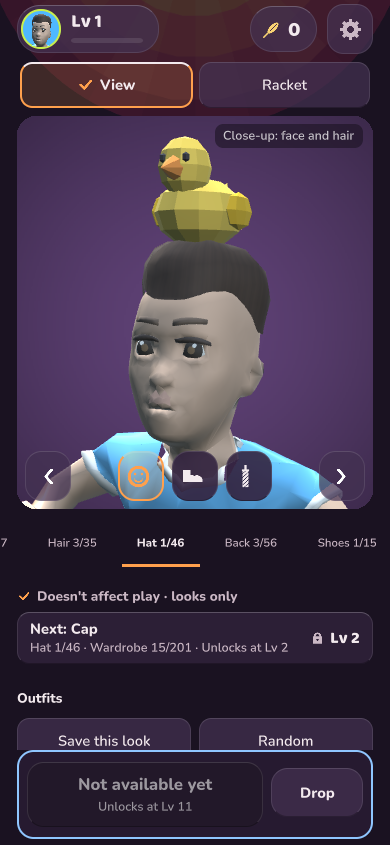 Lv 1
0
View
Racket
Close-up: face and hair
7
Hair 3/35
Hat 1/46
Back 3/56
Shoes 1/15
Doesn't affect play · looks only
Next: Cap
Hat 1/46 · Wardrobe 15/201 · Unlocks at Lv 2
Lv 2
Outfits
Save this look
Random
Not available yet
Unlocks at Lv 11
Drop